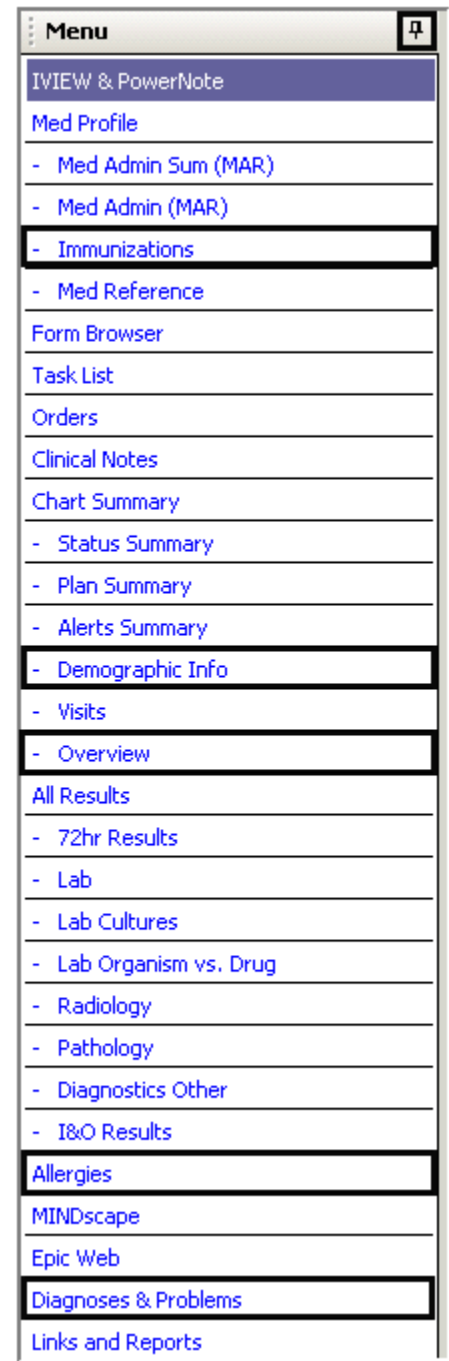 Menu
IVIEW & PowerNote
Med Profile
- Med Admin Sum (MAR)
- Med Admin (MAR)
- Immunizations
- Med Reference
Form Browser
Task List
Orders
Clinical Notes
Chart Summary
- Status Summary
- Plan Summary
- Alerts Summary
- Demographic Info
- Visits
- Overview
All Results
- 72hr Results
- Lab
- Lab Cultures
- Lab Organism vs. Drug
- Radiology
- Pathology
- Diagnostics Other
- I&O Results
Allergies
MINDscape
Epic Web
Diagnoses & Problems
Links and Reports